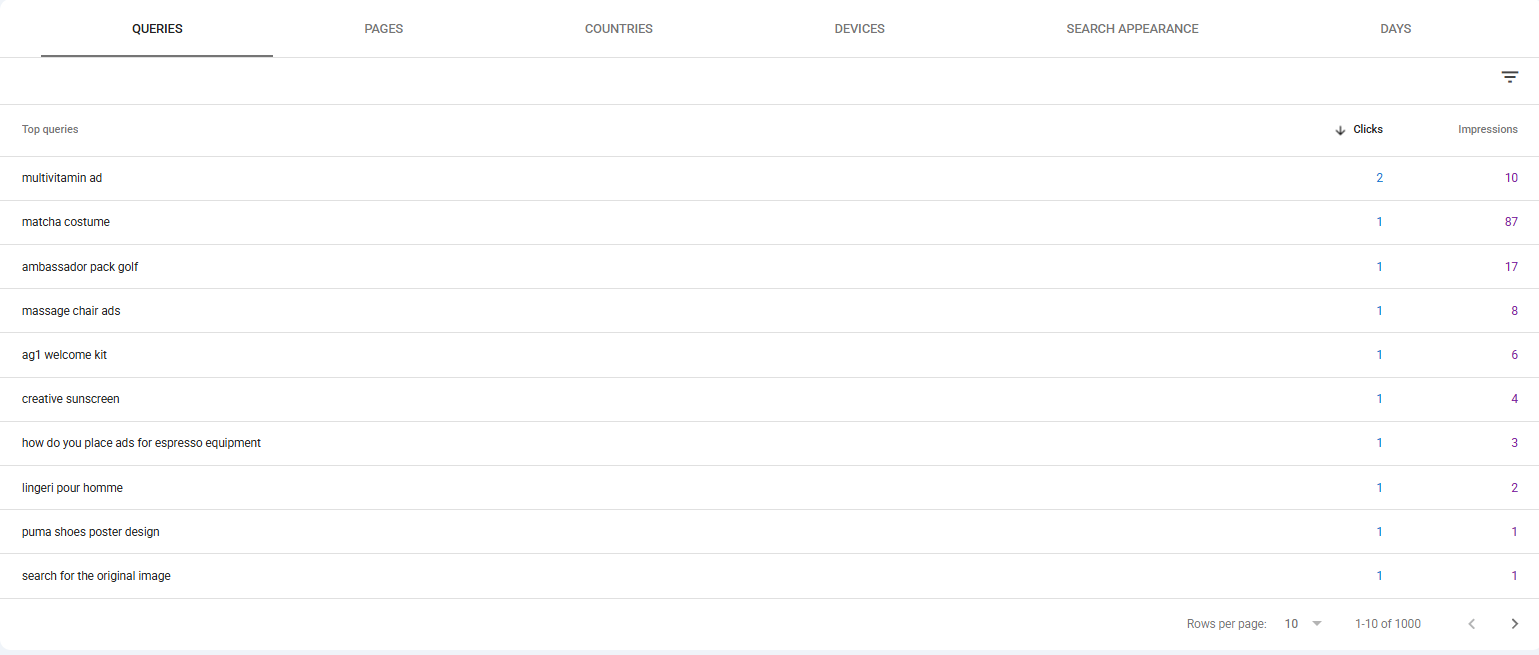 QUERIES PAGES COUNTRIES DEVICES SEARCH APPEARANCE DAYS
Top queries Clicks Impressions
multivitamin ad 2 10
matcha costume 1 87
ambassador pack golf 1 17
massage chair ads 1 8
ag1 welcome kit 1 6
creative sunscreen 1 4
how do you place ads for espresso equipment 1 3
lingeri pour homme 1 2
puma shoes poster design 1 1
search for the original image 1 1
Rows per page: 10 1-10 of 1000